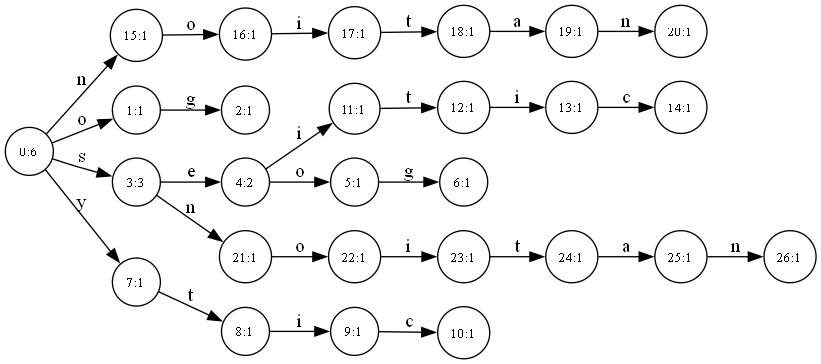 15:1 o 16:1 i 17:1 t 18:1 a 19:1 n 20:1
n
o 1:1 g 2:1 i 11:1 t 12:1 i 13:1 c 14:1
0:6 s 3:3 e 4:2 o 5:1 g 6:1
n
y 21:1 o 22:1 i 23:1 t 24:1 a 25:1 n 26:1
7:1 t 8:1 i 9:1 c 10:1